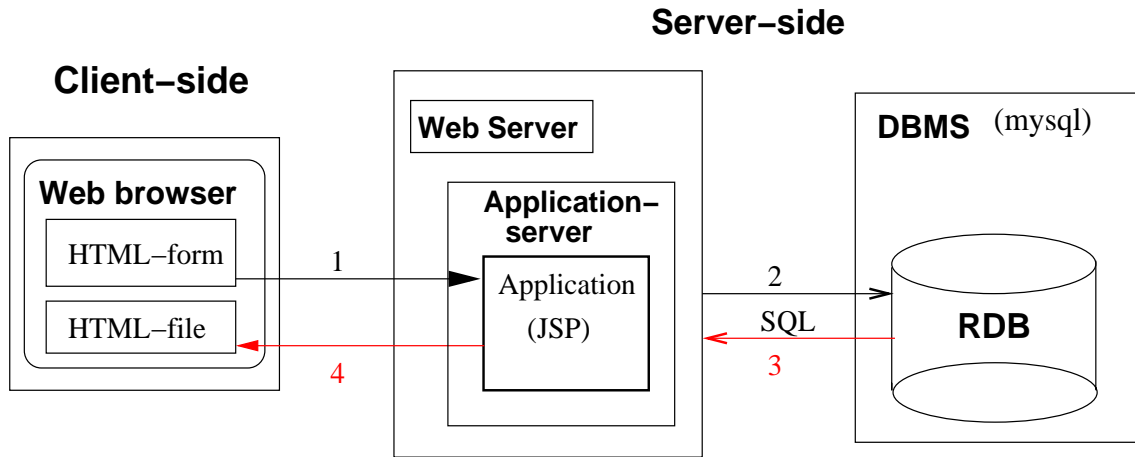 Server−side
Client−side
Web Server
DBMS (mysql)
Web browser
Application−
server
HTML−form
1
Application
(JSP)
2
SQL
RDB
HTML−file
4
3